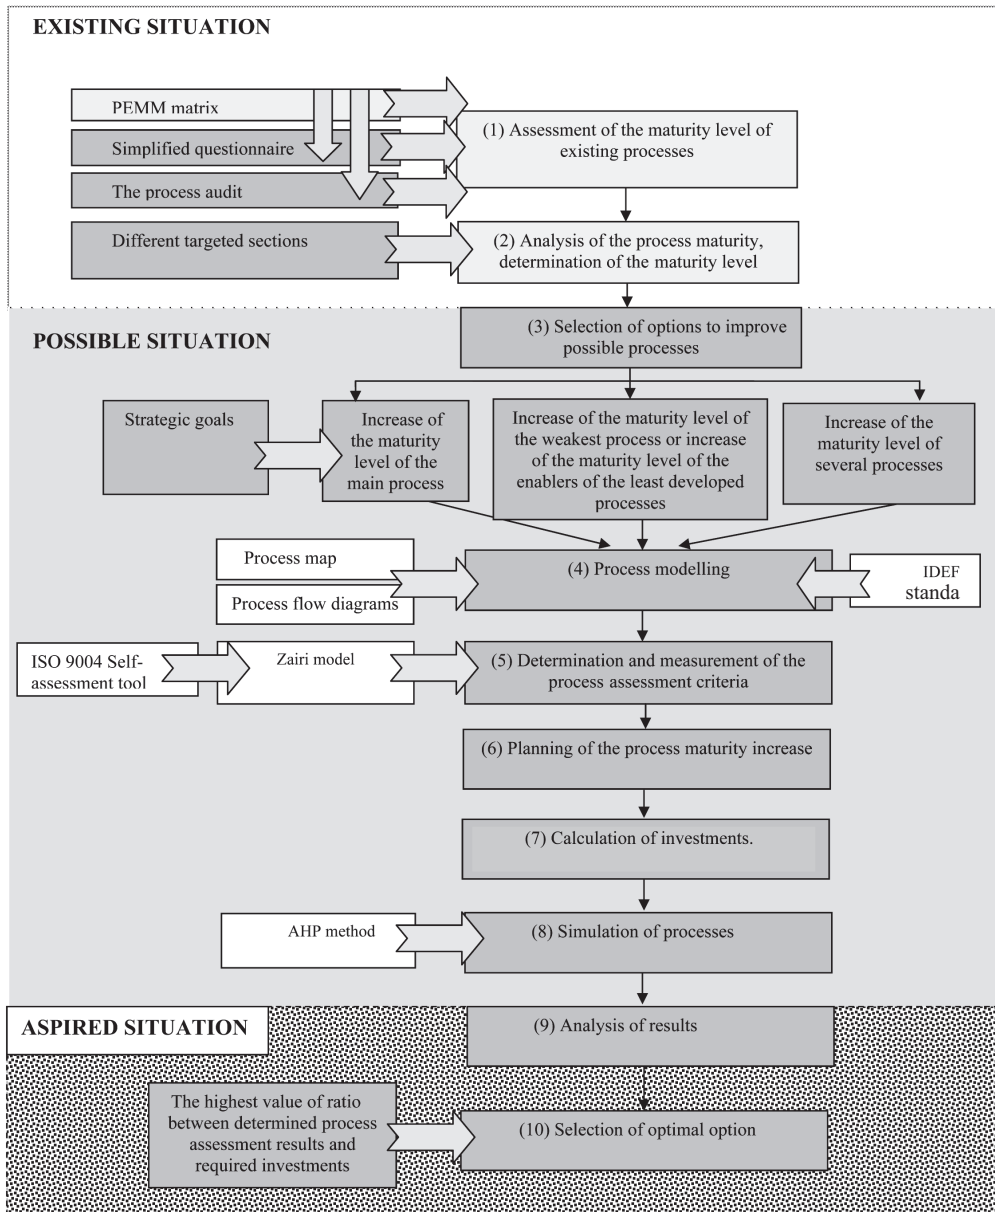 EXISTING SITUATION
PEMM matrix
Simplified questionnaire
The process audit
Different targeted sections
(1) Assessment of the maturity level of
existing processes
(2) Analysis of the process maturity,
determination of the maturity level
(3) Selection of options to improve
possible processes
POSSIBLE SITUATION
Strategic goals
Increase of
the maturity
level of the
main process
Increase of the maturity level of
the weakest process or increase
of the maturity level of the
enablers of the least developed
processes
Increase of the
maturity level of
several processes
Process map
Process flow diagrams
(4) Process modelling
IDEF
standa
ISO 9004 Self-
assessment tool
Zairi model
(5) Determination and measurement of the
process assessment criteria
(6) Planning of the process maturity increase
(7) Calculation of investments.
AHP method
(8) Simulation of processes
ASPIRED SITUATION
(9) Analysis of results
The highest value of ratio
between determined process
assessment results and
required investments
(10) Selection of optimal option